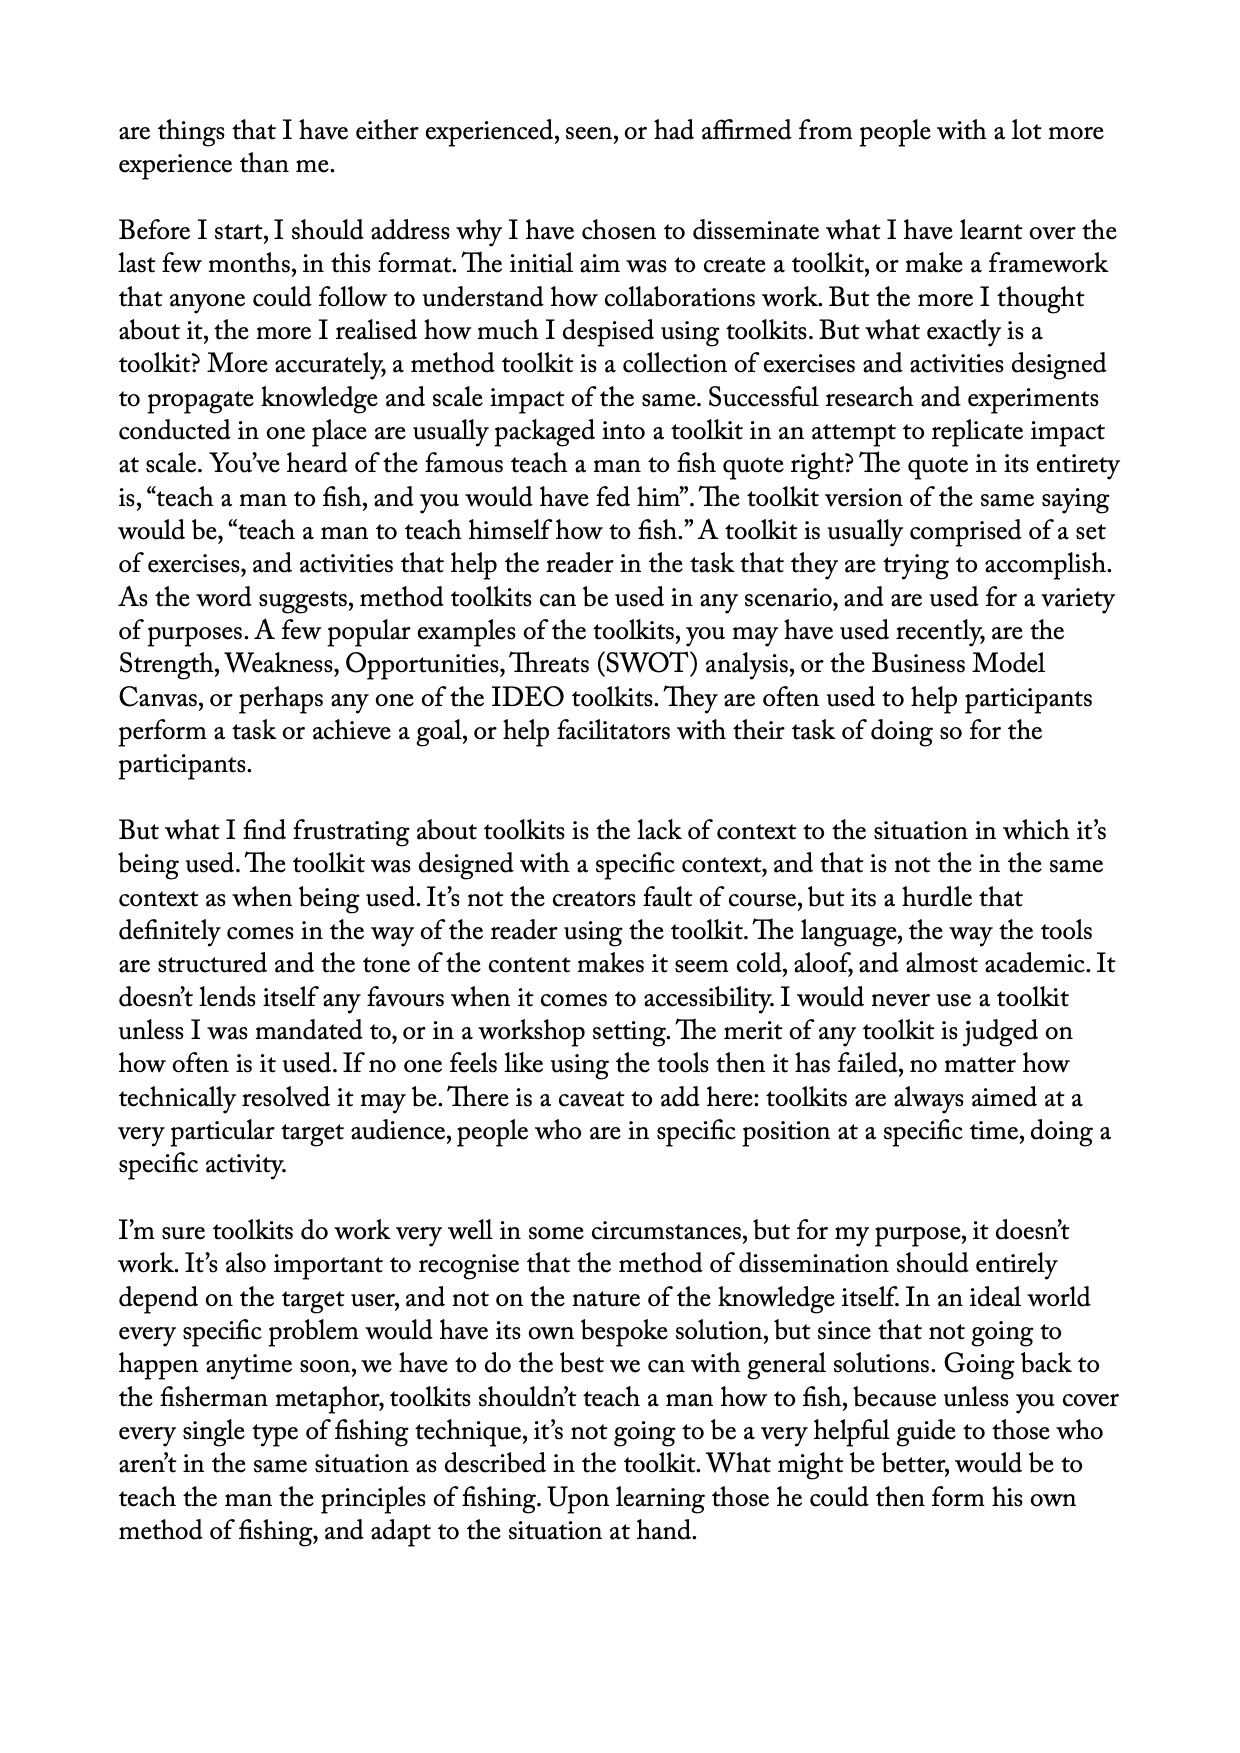 are things that I have either experienced, seen, or had affirmed from people with a lot more
experience than me.
Before I start, I should address why I have chosen to disseminate what I have learnt over the
last few months, in this format. The initial aim was to create a toolkit, or make a framework
that anyone could follow to understand how collaborations work. But the more I thought
about it, the more I realised how much I despised using toolkits. But what exactly is a
toolkit? More accurately, a method toolkit is a collection of exercises and activities designed
to propagate knowledge and scale impact of the same. Successful research and experiments
conducted in one place are usually packaged into a toolkit in an attempt to replicate impact
at scale. You’ve heard of the famous teach a man to fish quote right? The quote in its entirety
is, “teach a man to fish, and you would have fed him”. The toolkit version of the same saying
would be, “teach a man to teach himself how to fish.” A toolkit is usually comprised of a set
of exercises, and activities that help the reader in the task that they are trying to accomplish.
As the word suggests, method toolkits can be used in any scenario, and are used for a variety
of purposes. A few popular examples of the toolkits, you may have used recently, are the
Strength, Weakness, Opportunities, Threats (SWOT) analysis, or the Business Model
Canvas, or perhaps any one of the IDEO toolkits. They are often used to help participants
perform a task or achieve a goal, or help facilitators with their task of doing so for the
participants.
But what I find frustrating about toolkits is the lack of context to the situation in which it’s
being used. The toolkit was designed with a specific context, and that is not the in the same
context as when being used. It’s not the creators fault of course, but its a hurdle that
definitely comes in the way of the reader using the toolkit. The language, the way the tools
are structured and the tone of the content makes it seem cold, aloof, and almost academic. It
doesn’t lends itself any favours when it comes to accessibility. I would never use a toolkit
unless I was mandated to, or in a workshop setting. The merit of any toolkit is judged on
how often is it used. If no one feels like using the tools then it has failed, no matter how
technically resolved it may be. There is a caveat to add here: toolkits are always aimed at a
very particular target audience, people who are in specific position at a specific time, doing a
specific activity.
I’m sure toolkits do work very well in some circumstances, but for my purpose, it doesn’t
work. It’s also important to recognise that the method of dissemination should entirely
depend on the target user, and not on the nature of the knowledge itself. In an ideal world
every specific problem would have its own bespoke solution, but since that not going to
happen anytime soon, we have to do the best we can with general solutions. Going back to
the fisherman metaphor, toolkits shouldn’t teach a man how to fish, because unless you cover
every single type of fishing technique, it’s not going to be a very helpful guide to those who
aren’t in the same situation as described in the toolkit. What might be better, would be to
teach the man the principles of fishing. Upon learning those he could then form his own
method of fishing, and adapt to the situation at hand.